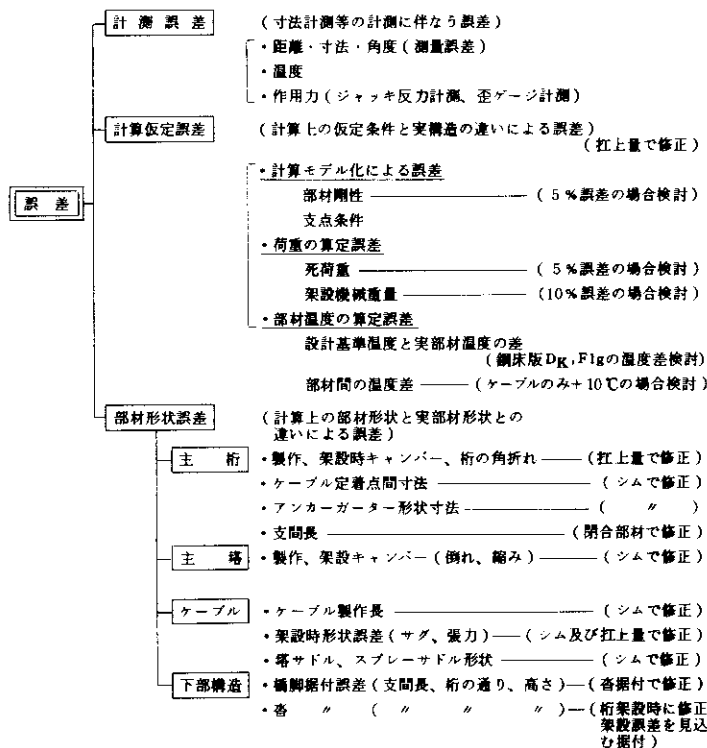 計測誤差 (寸法計測等の計測に伴なう誤差)
・距離・寸法・角度(測量誤差)
・温度
・作用力(ジャッキ反力計測、歪ゲージ計測)
計算仮定誤差 (計算上の仮定条件と実構造の違いによる誤差)
(扛上量で修正)
・計算モデル化による誤差
誤差
部材剛性 (5%誤差の場合検討)
支点条件
・荷重の算定誤差
死荷重 (5%誤差の場合検討)
架設機械重量 (10%誤差の場合検討)
・部材温度の算定誤差
設計基準温度と実部材温度の差
(鋼床版DK,Flgの温度差検討)
部材間の温度差 (ケーブルのみ+10℃の場合検討)
部材形状誤差 (計算上の部材形状と実部材形状との
違いによる誤差)
主桁 ・製作、架設時キャンバー、桁の角折れ (扛上量で修正)
・ケーブル定着点間寸法 (シムで修正)
・アンカーガーター形状寸法 ( 〃 )
・支間長 (閉合部材で修正)
主塔 ・製作、架設キャンバー(倒れ、縮み) (シムで修正)
ケーブル ・ケーブル製作長 (シムで修正)
・架設時形状誤差(サグ、張力) (シム及び扛上量で修正)
・塔サドル、スプレーサドル形状 (シムで修正)
下部構造 ・橋脚据付誤差(支間長、桁の通り、高さ) (沓据付で修正)
・沓 〃 ( 〃 〃 〃 ) (桁架設時に修正
架設誤差を見込
む据付)